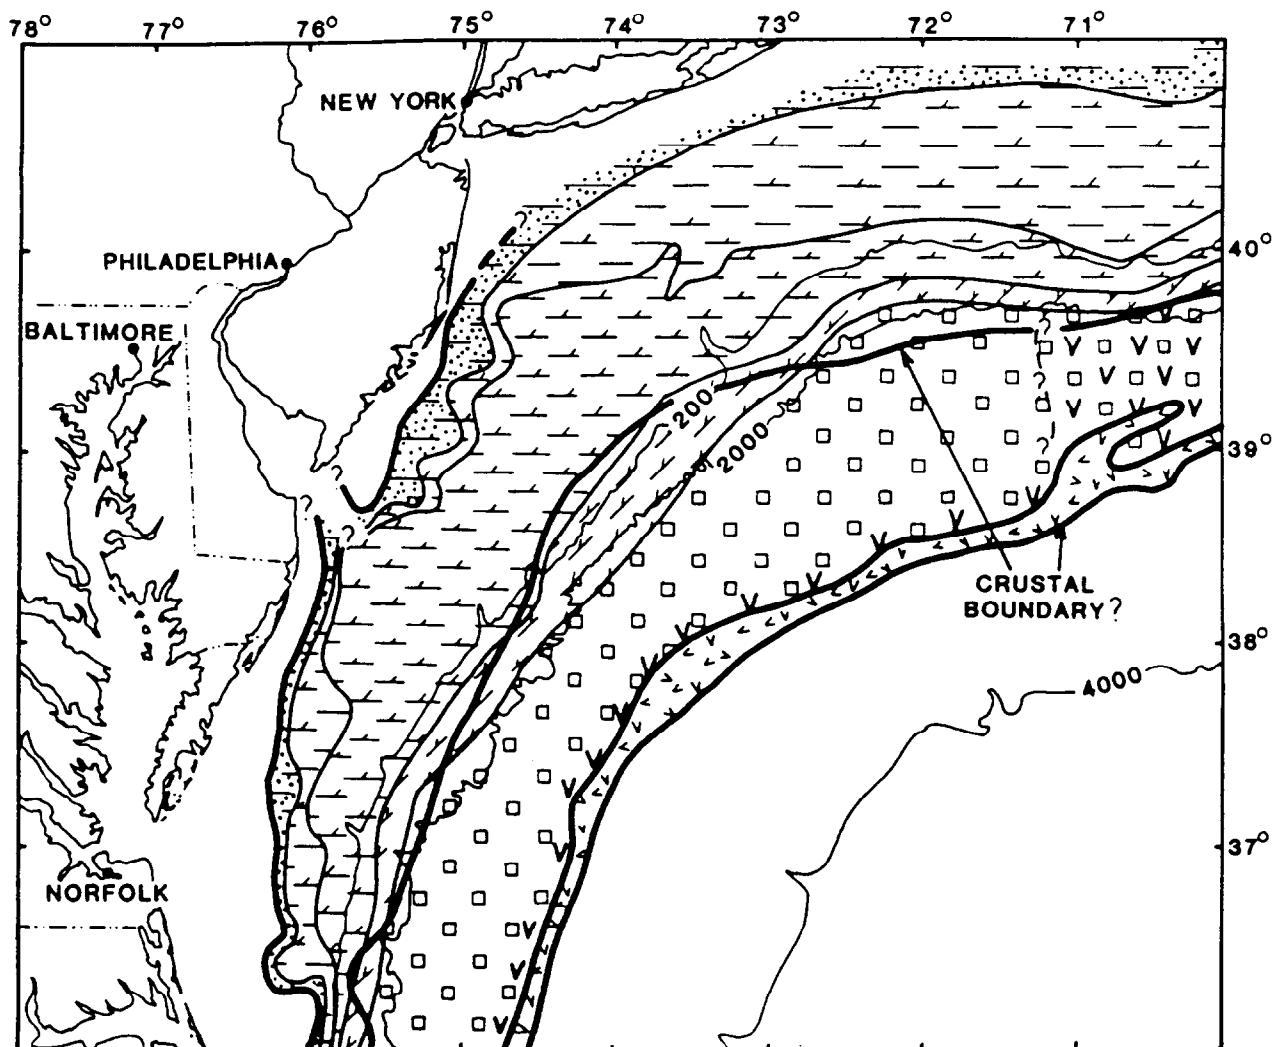 78° 77° 76° 75° 74° 73° 72° 71°
NEW YORK
PHILADELPHIA
40°
BALTIMORE
200
2000
39°
CRUSTAL
BOUNDARY?
38°
4000
37°
NORFOLK